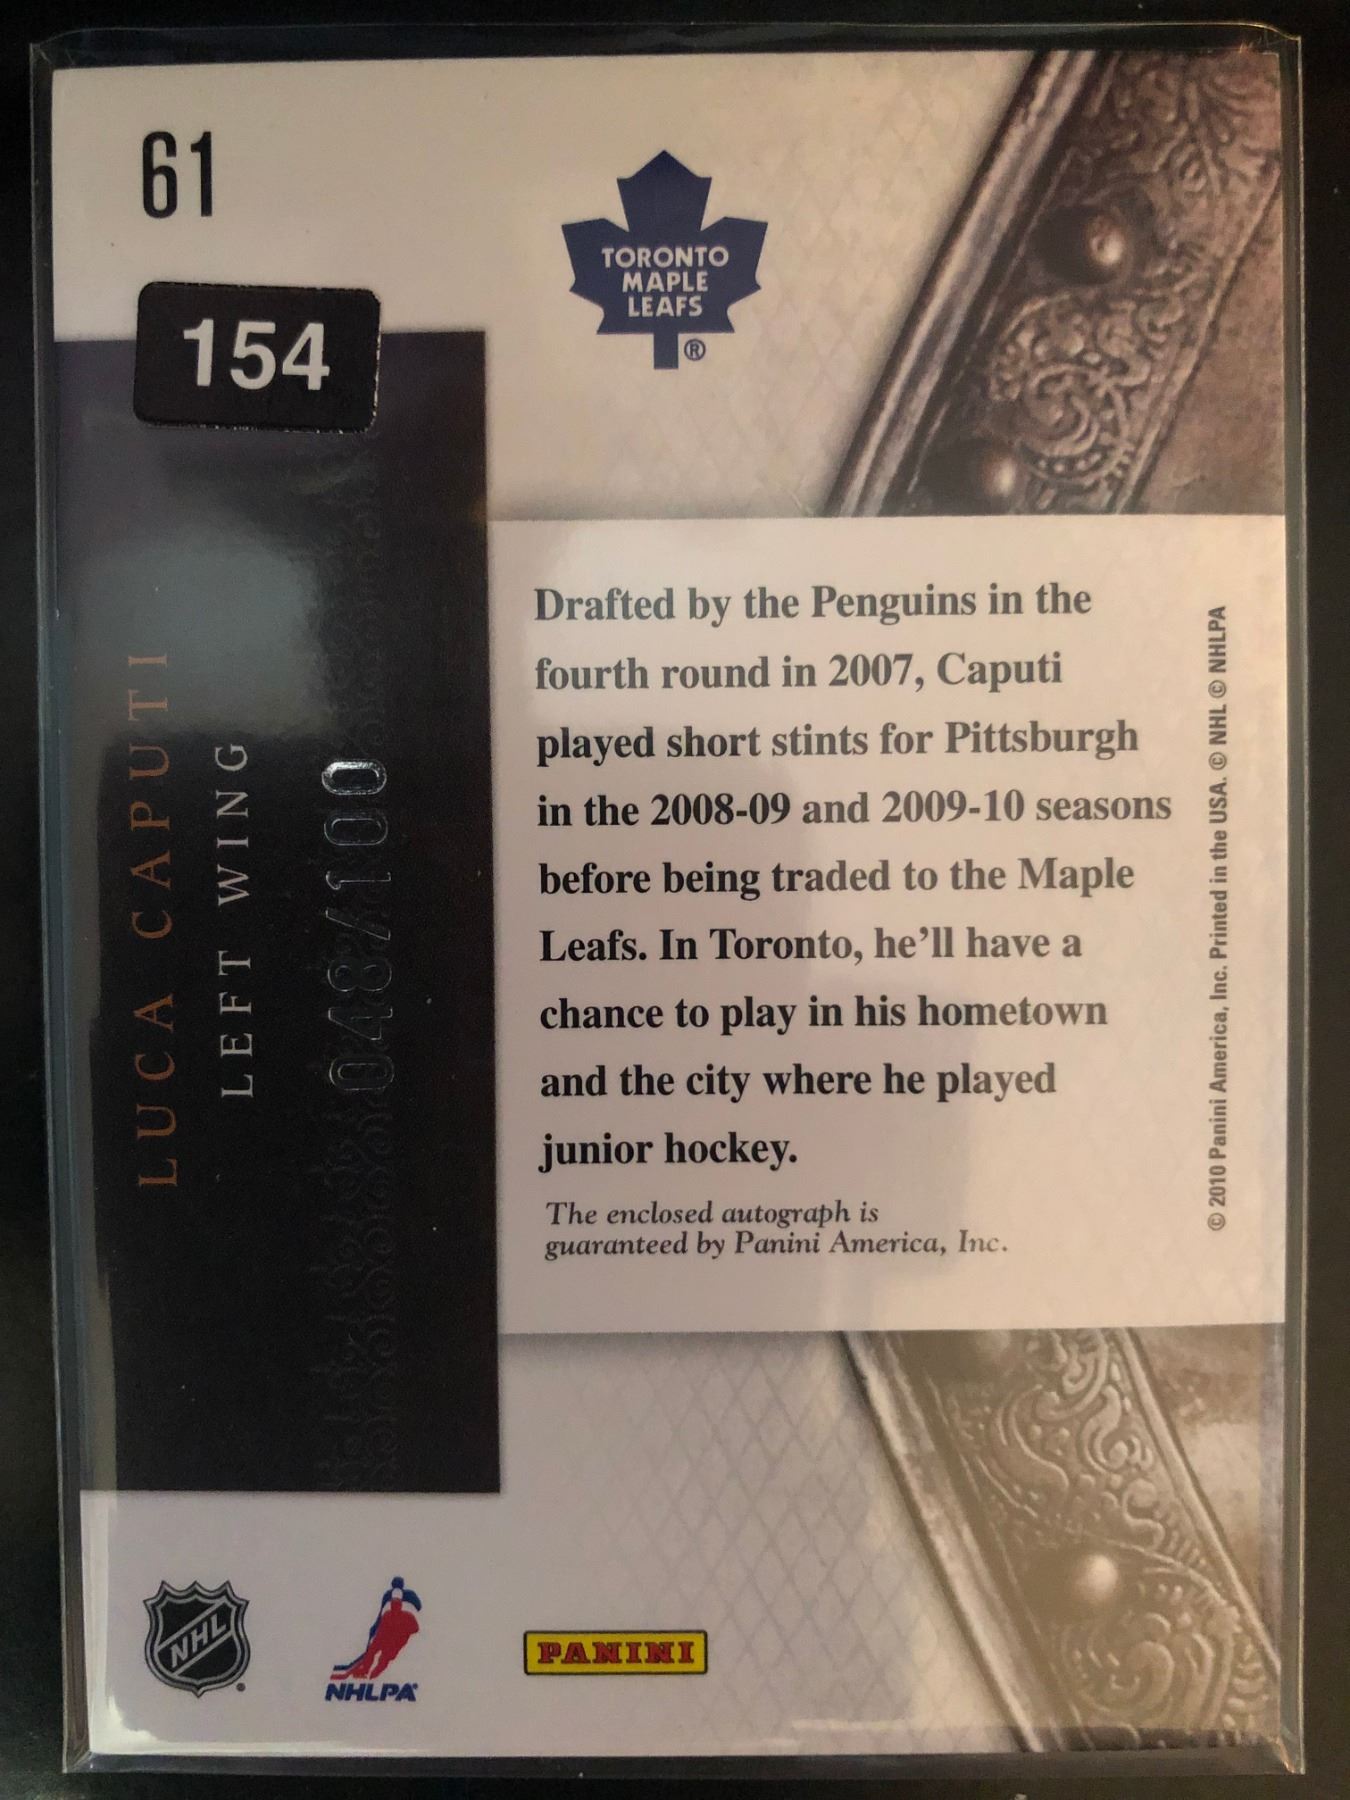 61
TORONTO
MAPLE
LEAFS
®
154
LUCA CAPUTI
LEFT WING
048/100
Drafted by the Penguins in the
fourth round in 2007, Caputi
played short stints for Pittsburgh
in the 2008-09 and 2009-10 seasons
before being traded to the Maple
Leafs. In Toronto, he’ll have a
chance to play in his hometown
and the city where he played
junior hockey.
The enclosed autograph is
guaranteed by Panini America, Inc.
© 2010 Panini America, Inc. Printed in the USA. © NHL © NHLPA
NHL
NHLPA
PANINI